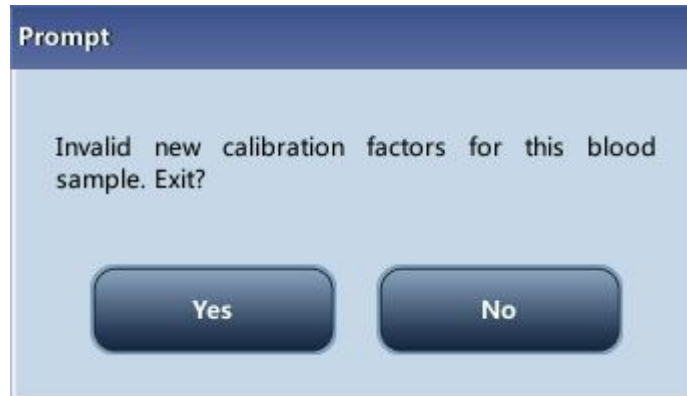 Prompt
Invalid new calibration factors for this blood
sample. Exit?
Yes
No